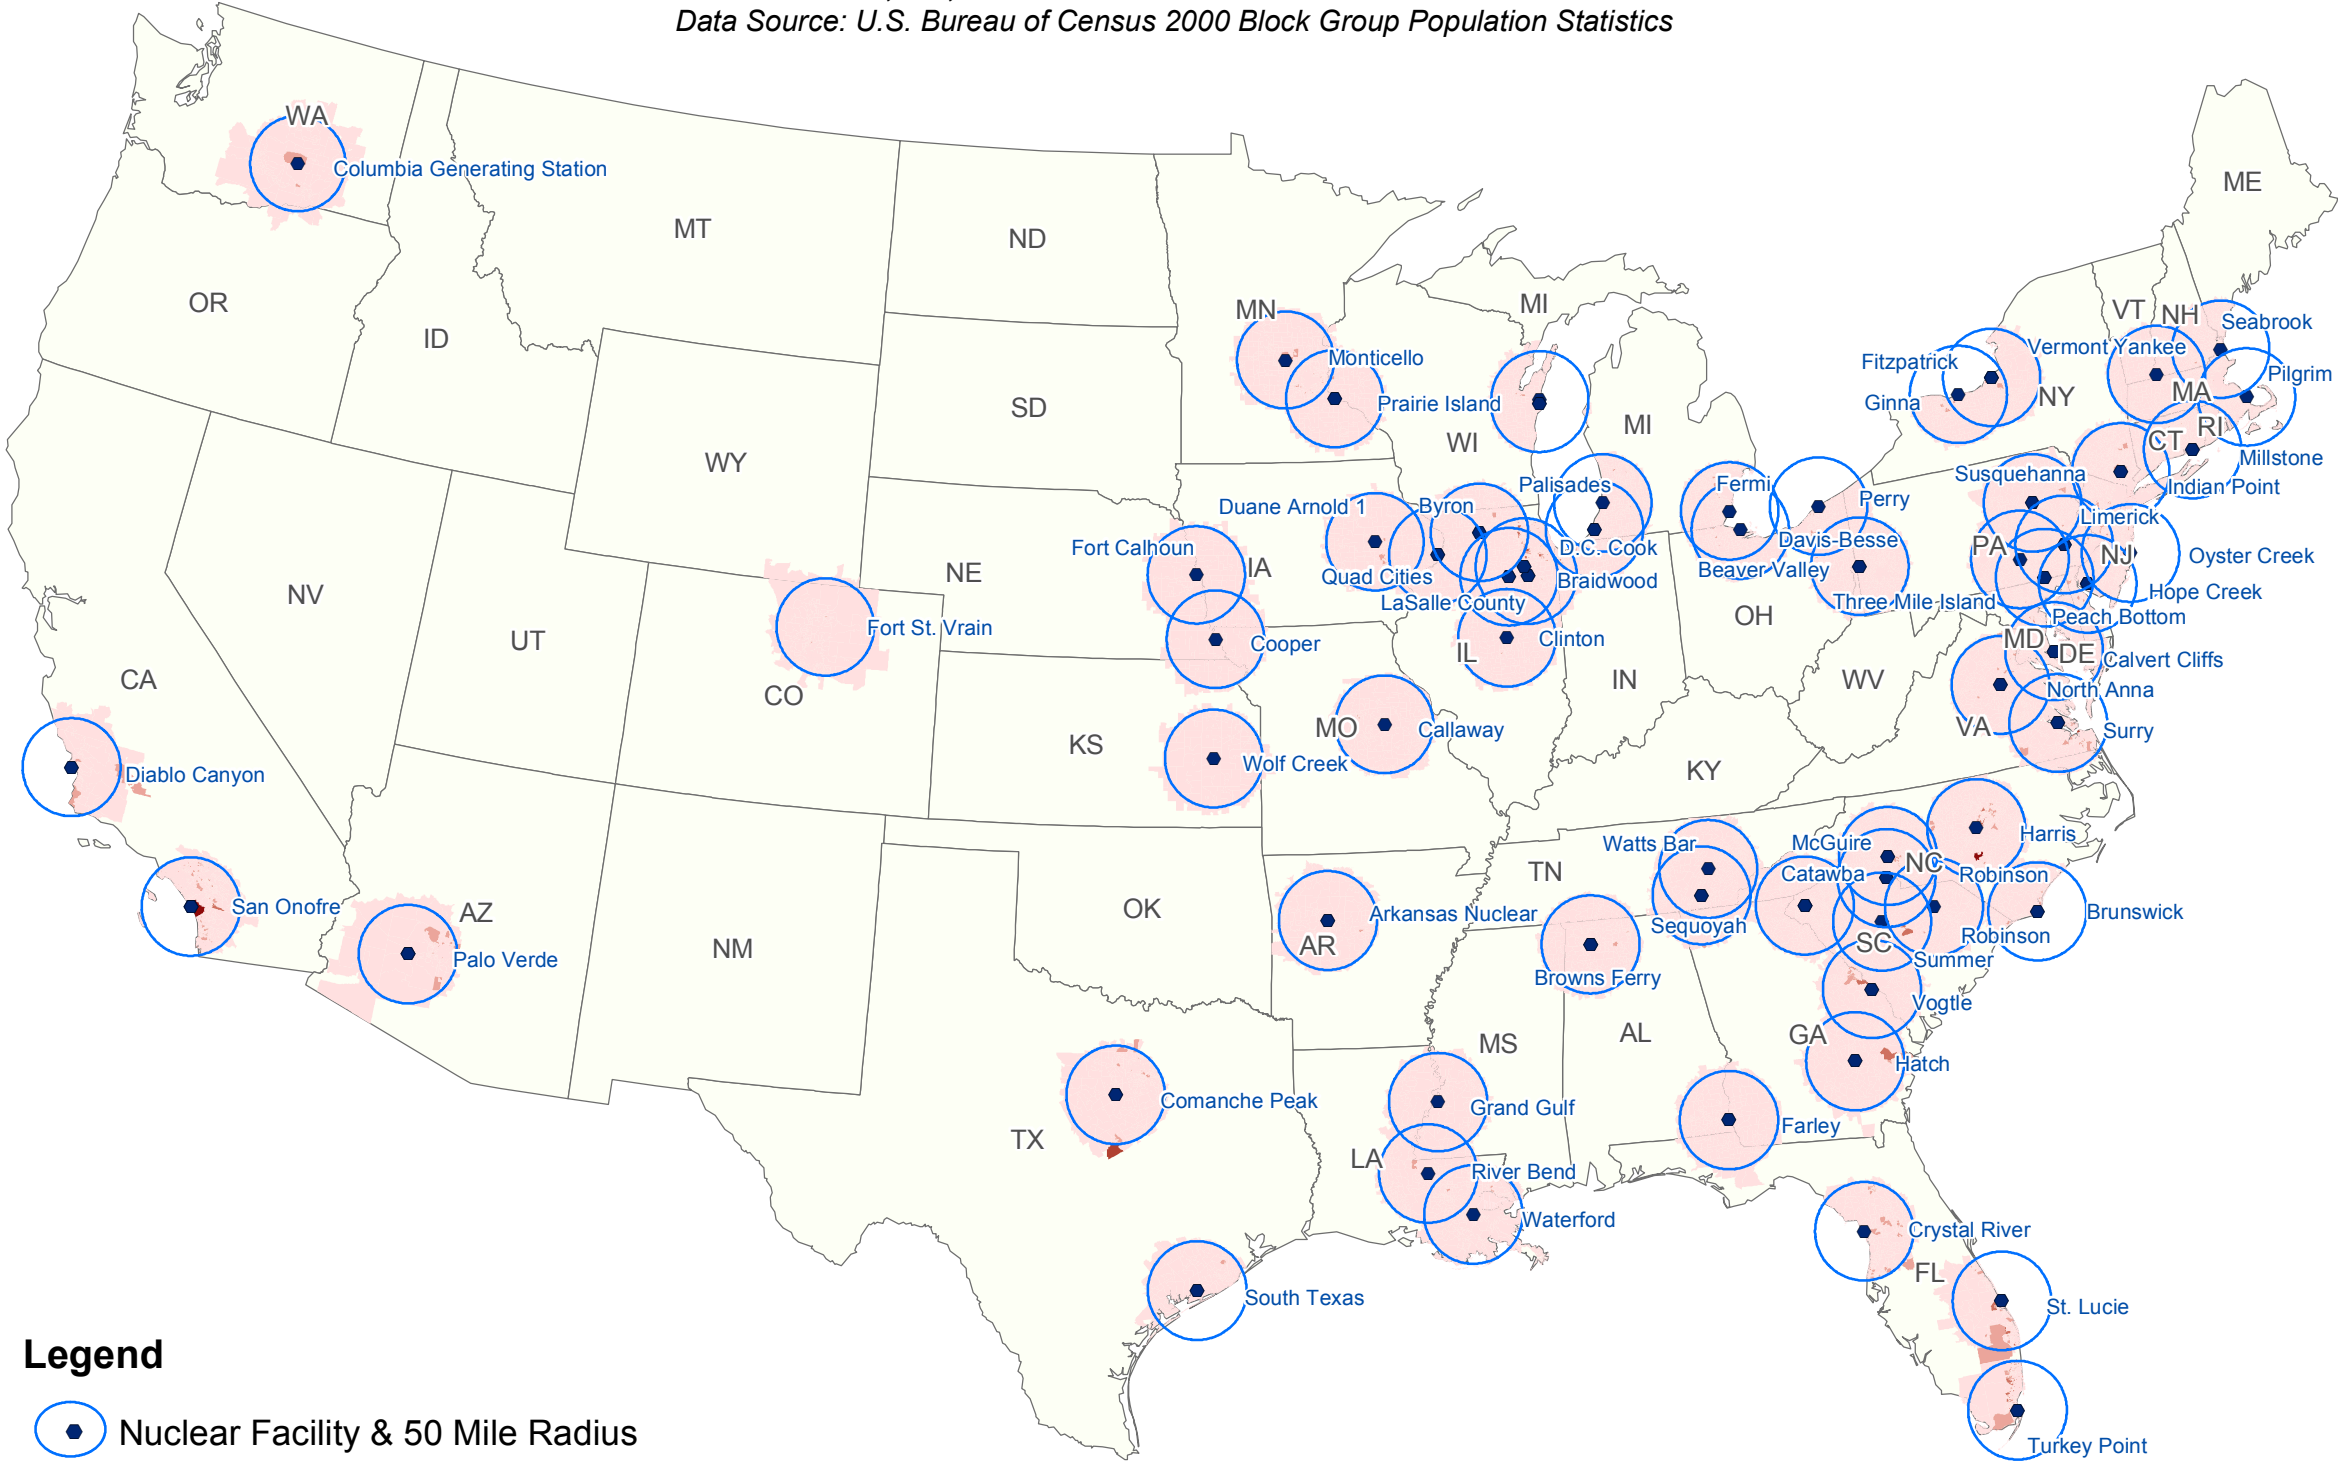 Data Source: U.S. Bureau of Census 2000 Block Group Population Statistics
WA
Columbia Generating Station
MT
ND
ME
OR
ID
MN
MI
VT
NH
Seabrook
Monticello
Fitzpatrick
Vermont Yankee
Pilgrim
Prairie Island
Ginna
NY
MA
SD
WI
MI
CT
RI
Millstone
WY
Susquehanna
Indian Point
Duane Arnold 1
Byron
Palisades
Fermi
Perry
Limerick
Fort Calhoun
IA
D.C. Cook
Davis-Besse
PA
NJ
Oyster Creek
NE
Quad Cities
Braidwood
Beaver Valley
Hope Creek
NV
LaSalle County
Three Mile Island
Peach Bottom
UT
Fort St. Vrain
Cooper
Clinton
OH
MD
DE
Calvert Cliffs
CA
CO
IL
IN
WV
North Anna
KS
MO
Callaway
VA
Surry
Diablo Canyon
Wolf Creek
KY
Watts Bar
McGuire
Harris
San Onofre
AZ
OK
Arkansas Nuclear
TN
Catawba
NC
Robinson
Brunswick
Palo Verde
NM
AR
Sequoyah
SC
Robinson
Browns Ferry
Summer
Vogtle
MS
AL
GA
Hatch
Comanche Peak
Grand Gulf
Farley
TX
LA
River Bend
Waterford
Crystal River
FL
South Texas
St. Lucie
Legend
Nuclear Facility & 50 Mile Radius
Turkey Point